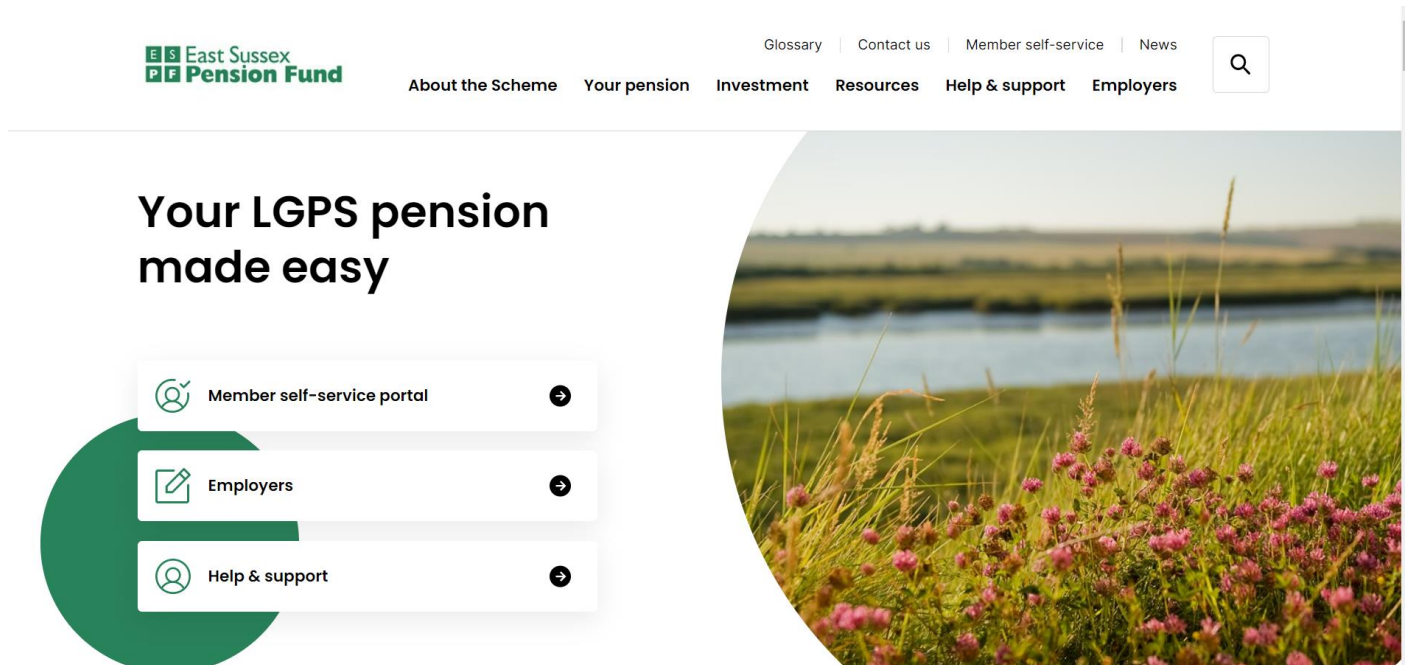 E S East Sussex
P F Pension Fund
Glossary Contact us Member self-service News
About the Scheme Your pension Investment Resources Help & support Employers
Your LGPS pension
made easy
Member self-service portal
Employers
Help & support